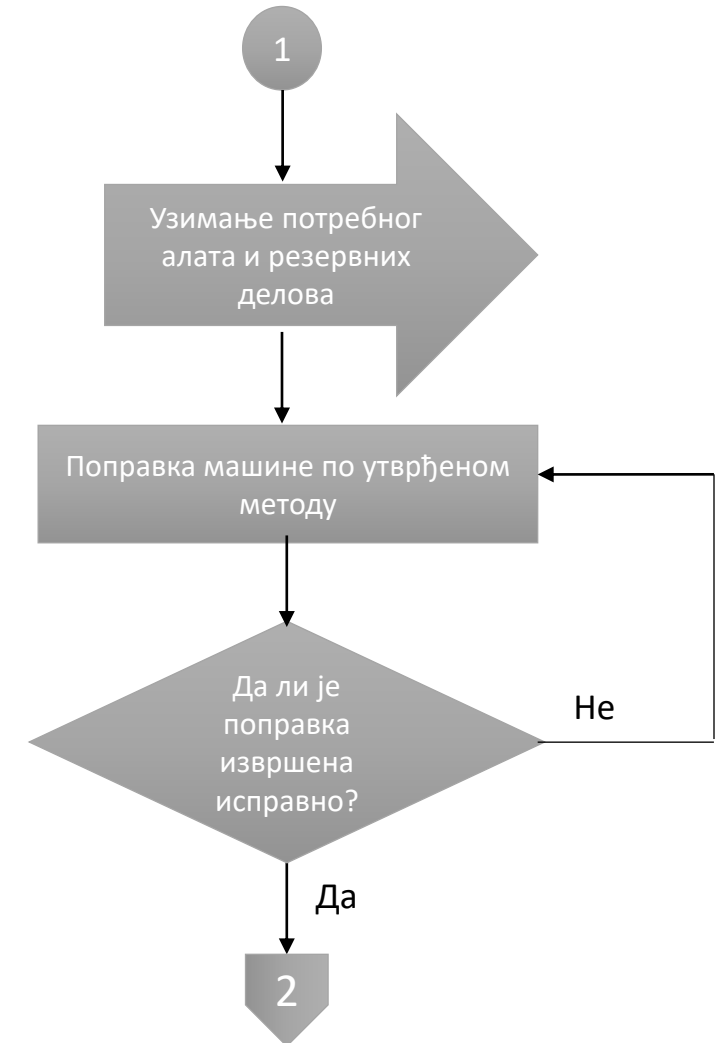 1
Узимање потребног
алата и резервних
делова
Поправка машине по утврђеном
методу
Да ли је
поправка
извршена
исправно?
Не
Да
2